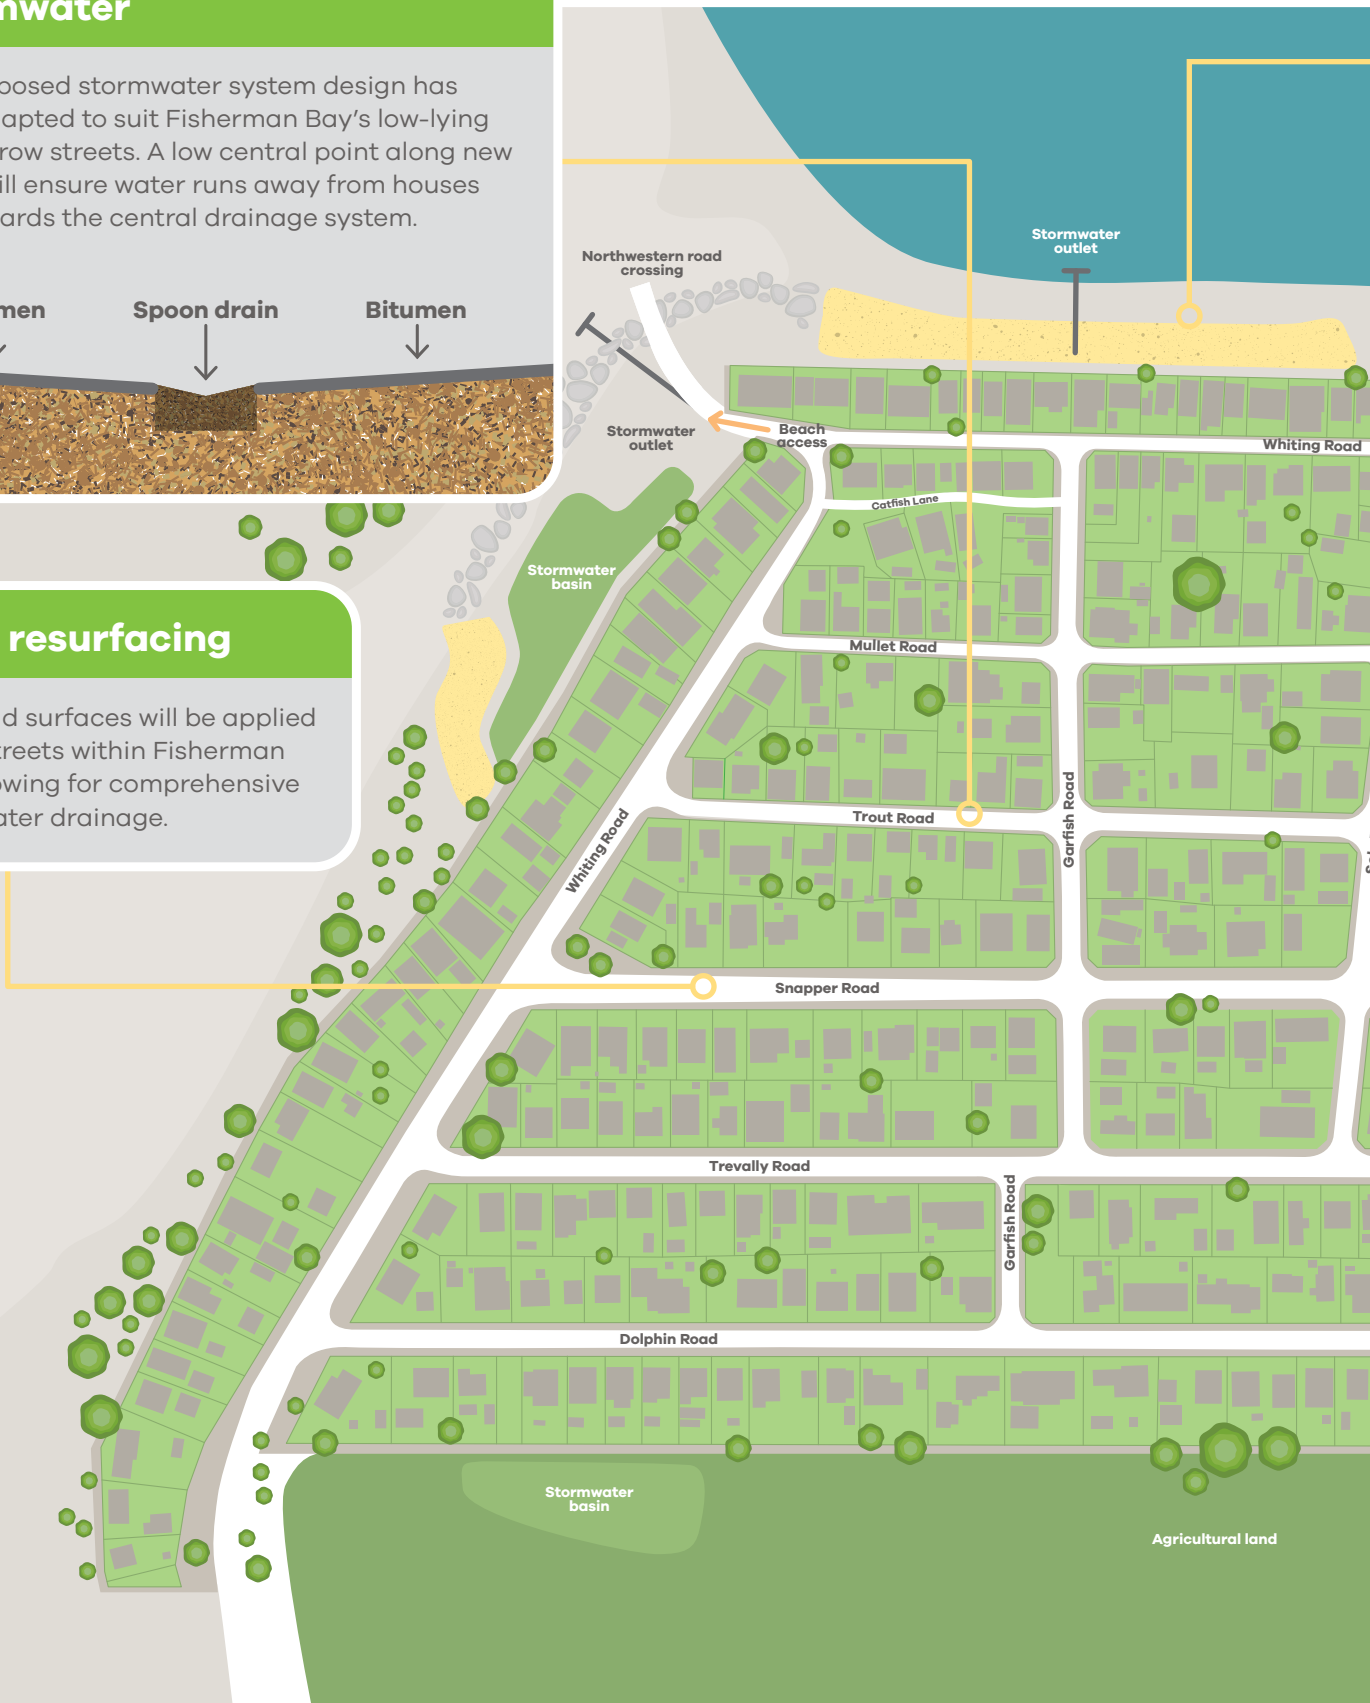 mwater
posed stormwater system design has
apted to suit Fisherman Bay's low-lying
row streets. A low central point along new
ill ensure water runs away from houses
ards the central drainage system.
men
Spoon drain
Bitumen
resurfacing
d surfaces will be applied
treets within Fisherman
owing for comprehensive
ater drainage.
Northwestern road
crossing
Stormwater
outlet
Stormwater
outlet
Beach
access
Whiting Road
Catfish Lane
Stormwater
basin
Mullet Road
Garfish Road
Trout Road
Whiting Road
Snapper Road
Trevally Road
Garfish Road
Dolphin Road
Stormwater
basin
Agricultural land